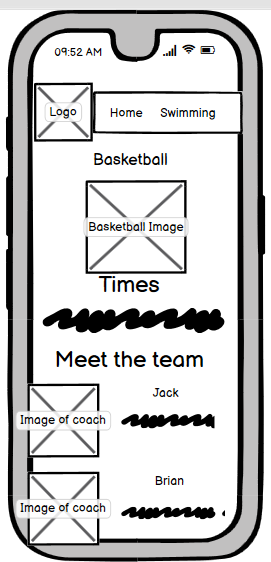 09:52 AM
Logo
Home Swimming
Basketball
Basketball Image
Times
Meet the team
Jack
Image of coach
Brian
Image of coach